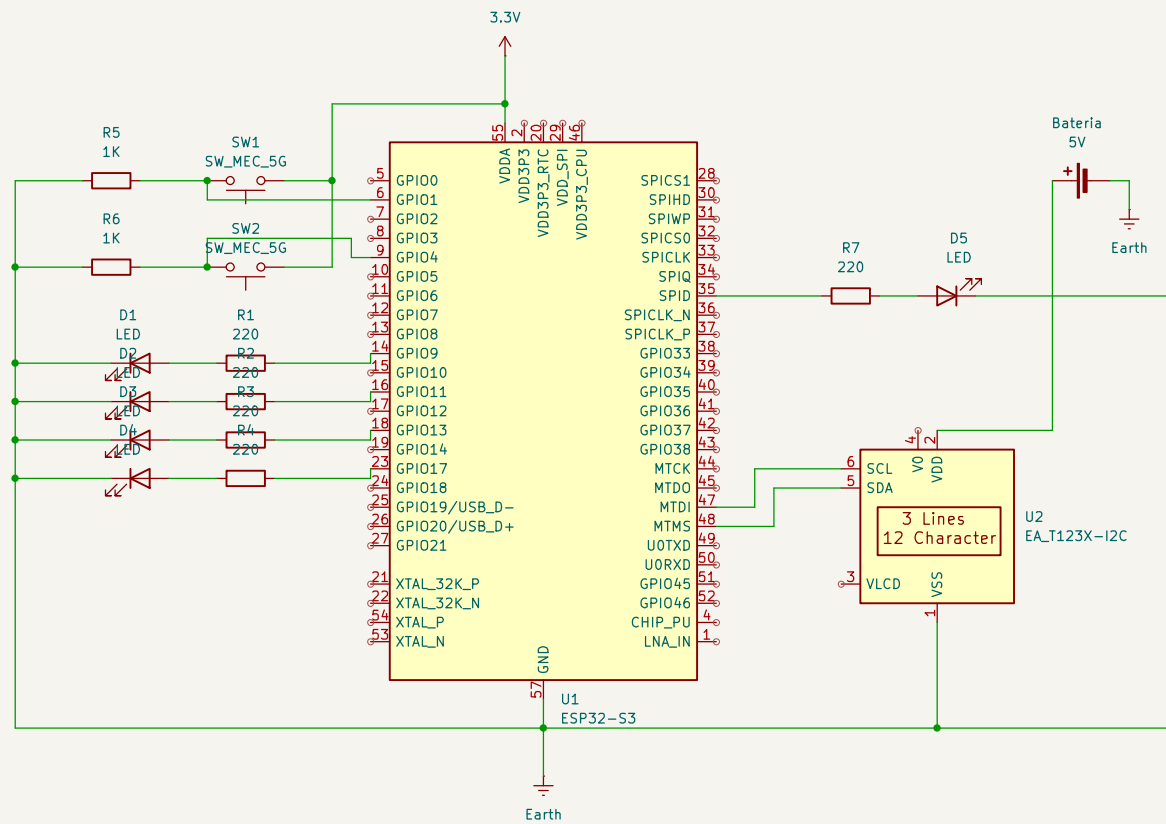 3.3V
R5
1K
SW1
SW_MEC_5G
R6
1K
SW2
SW_MEC_5G
D1
LED
R1
220
D2
LED
R2
220
D3
LED
R3
220
D4
LED
R4
220
55
2
20
29
46
VDDA
VDD3P3
VDD3P3_RTC
VDD_SPI
VDD3P3_CPU
5 GPIO0
6 GPIO1
7 GPIO2
8 GPIO3
9 GPIO4
10 GPIO5
11 GPIO6
12 GPIO7
13 GPIO8
14 GPIO9
15 GPIO10
16 GPIO11
17 GPIO12
18 GPIO13
19 GPIO14
23 GPIO17
24 GPIO18
25 GPIO19/USB_D-
26 GPIO20/USB_D+
27 GPIO21
21 XTAL_32K_P
22 XTAL_32K_N
54 XTAL_P
53 XTAL_N
SPICS1 28
SPIHD 30
SPIWP 31
SPICS0 32
SPICLK 33
SPIQ 34
SPID 35
SPICLK_N 36
SPICLK_P 37
GPIO33 38
GPIO34 39
GPIO35 40
GPIO36 41
GPIO37 42
GPIO38 43
MTCK 44
MTDO 45
MTDI 47
MTMS 48
U0TXD 49
U0RXD 50
GPIO45 51
GPIO46 52
CHIP_PU 4
LNA_IN 1
GND
57
U1
ESP32-S3
Earth
R7
220
D5
LED
Bateria
5V
+
Earth
4
2
V0
VDD
6 SCL
5 SDA
3 Lines
12 Character
3 VLCD
VSS
1
U2
EA_T123X-I2C